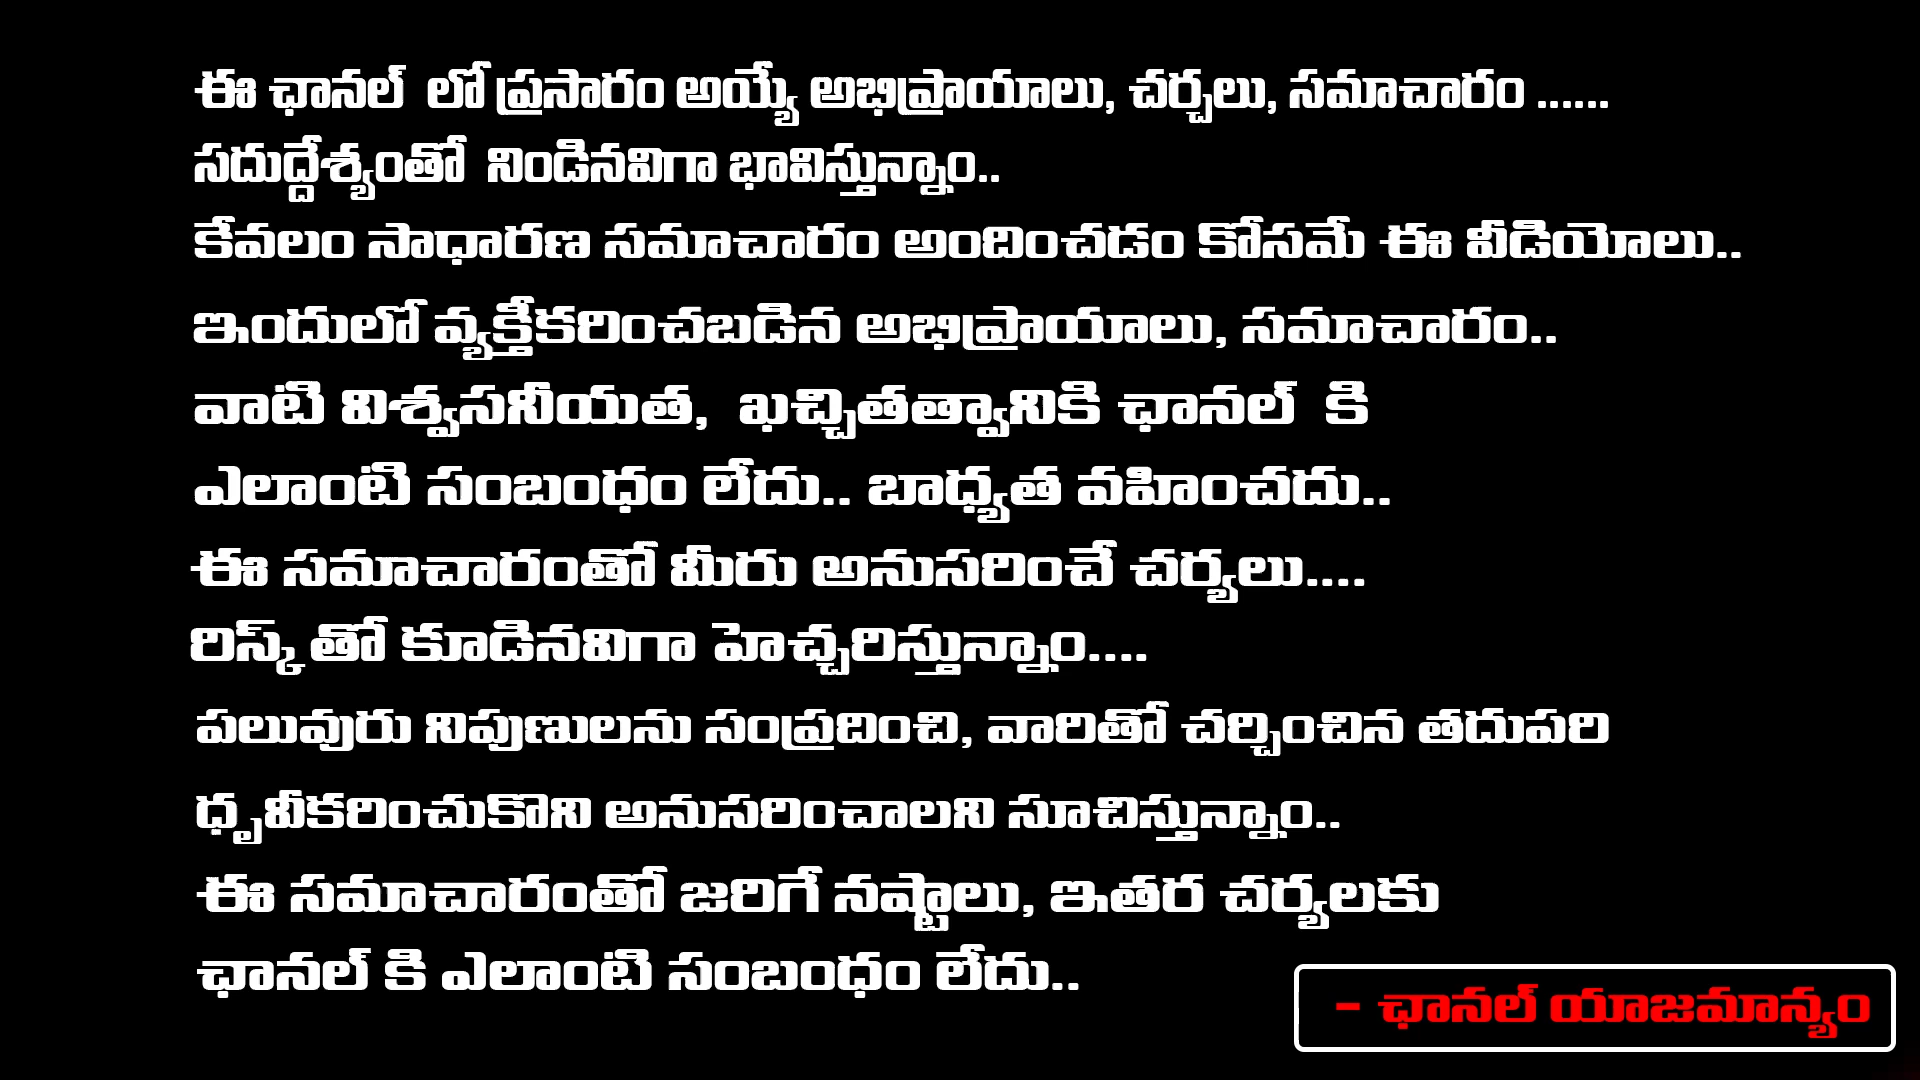 ఈ ఛానల్ లో ప్రసారం అయ్యే అభిప్రాయాలు, చర్చలు, సమాచారం ......
సదుద్దేశ్యంతో నిండినవిగా భావిస్తున్నాం..
కేవలం సాధారణ సమాచారం అందించడం కోసమే ఈ వీడియోలు..
ఇందులో వ్యక్తీకరించబడిన అభిప్రాయాలు, సమాచారం..
వాటి విశ్వసనీయత, ఖచ్చితత్వానికి ఛానల్ కి
ఎలాంటి సంబంధం లేదు.. బాధ్యత వహించదు..
ఈ సమాచారంతో మీరు అనుసరించే చర్యలు....
రిస్క్ తో కూడినవిగా హెచ్చరిస్తున్నాం....
పలువురు నిపుణులను సంప్రదించి, వారితో చర్చించిన తదుపరి
ధృవీకరించుకొని అనుసరించాలని సూచిస్తున్నాం..
ఈ సమాచారంతో జరిగే నష్టాలు, ఇతర చర్యలకు
ఛానల్ కి ఎలాంటి సంబంధం లేదు..
- ఛానల్ యాజమాన్యం